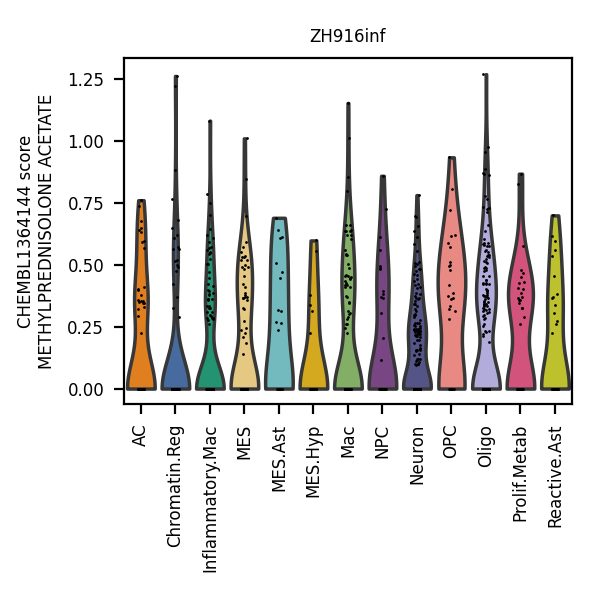 ZH916inf
CHEMBL1364144 score
METHYLPREDNISOLONE ACETATE
1.25
1.00
0.75
0.50
0.25
0.00
AC
Chromatin.Reg
Inflammatory.Mac
MES
MES.Ast
MES.Hyp
Mac
NPC
Neuron
OPC
Oligo
Prolif.Metab
Reactive.Ast